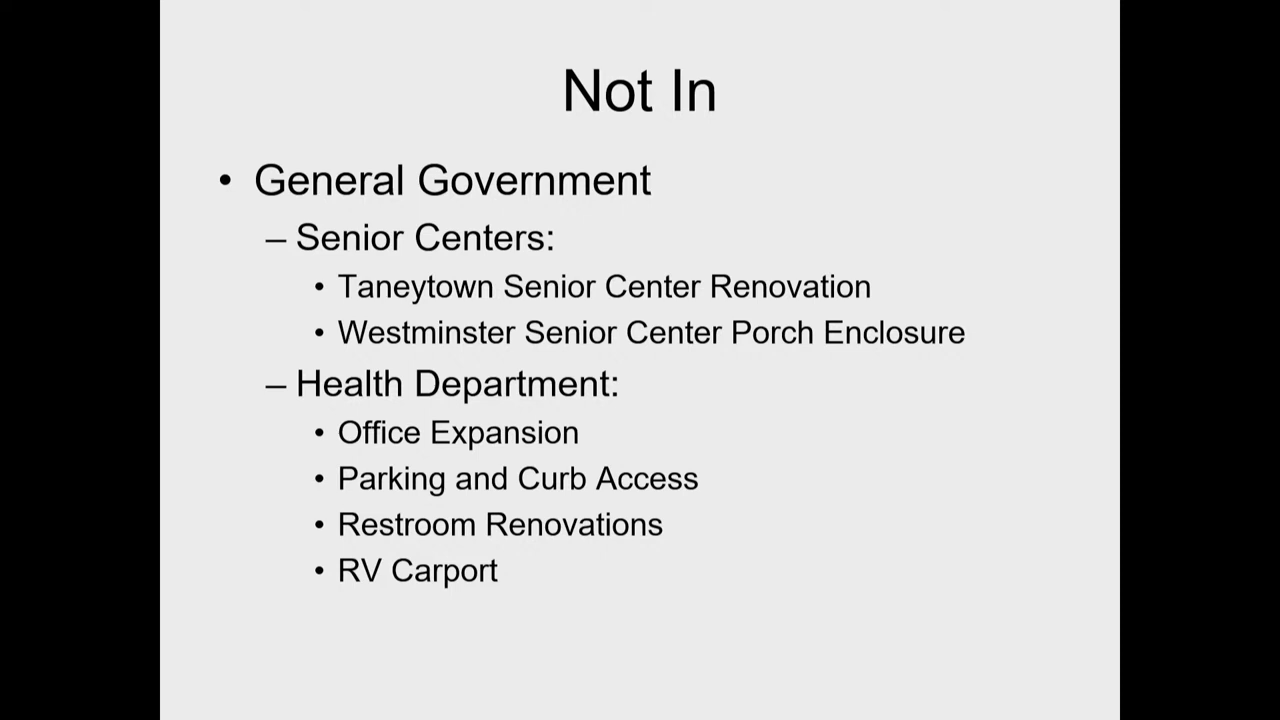 Not In
• General Government
– Senior Centers:
• Taneytown Senior Center Renovation
• Westminster Senior Center Porch Enclosure
– Health Department:
• Office Expansion
• Parking and Curb Access
• Restroom Renovations
• RV Carport